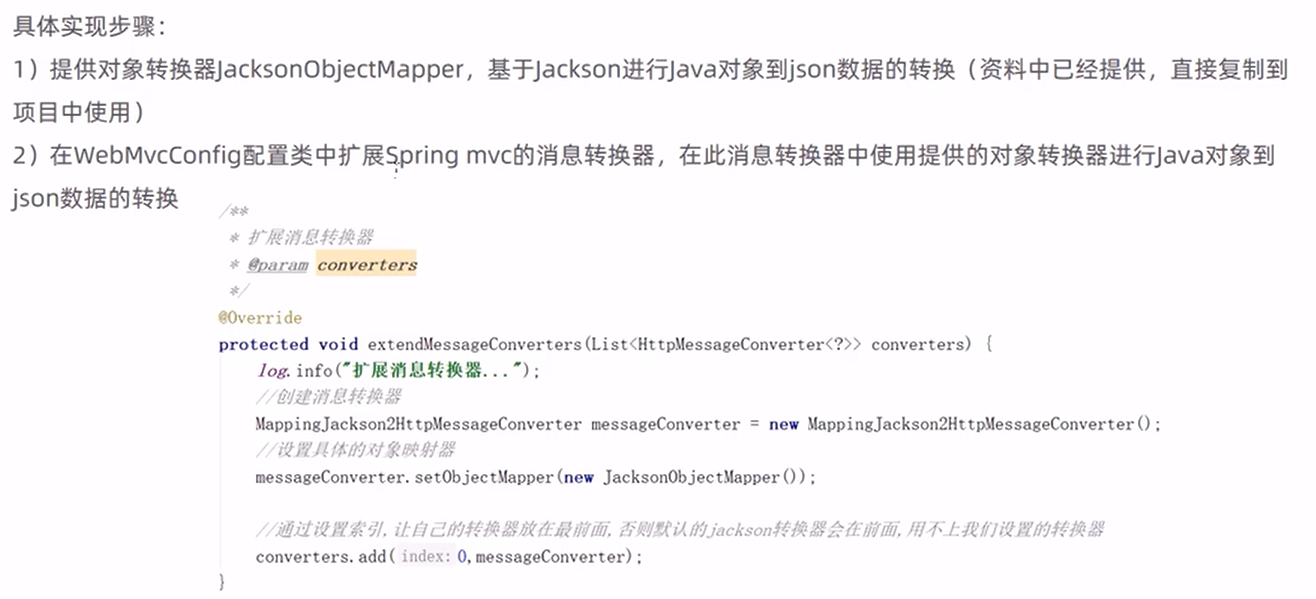 具体实现步骤：
1）提供对象转换器JacksonObjectMapper，基于Jackson进行Java对象到json数据的转换（资料中已经提供，直接复制到
项目中使用）
2）在WebMvcConfig配置类中扩展Spring mvc的消息转换器，在此消息转换器中使用提供的对象转换器进行Java对象到
json数据的转换
/**
* 扩展消息转换器
* @param converters
*/
@Override
protected void extendMessageConverters(List<HttpMessageConverter<?>> converters) {
log.info("扩展消息转换器...");
//创建消息转换器
MappingJackson2HttpMessageConverter messageConverter = new MappingJackson2HttpMessageConverter();
//设置具体的对象映射器
messageConverter.setObjectMapper(new JacksonObjectMapper());
//通过设置索引,让自己的转换器放在最前面,否则默认的jackson转换器会在前面,用不上我们设置的转换器
converters.add( index: 0,messageConverter);
}